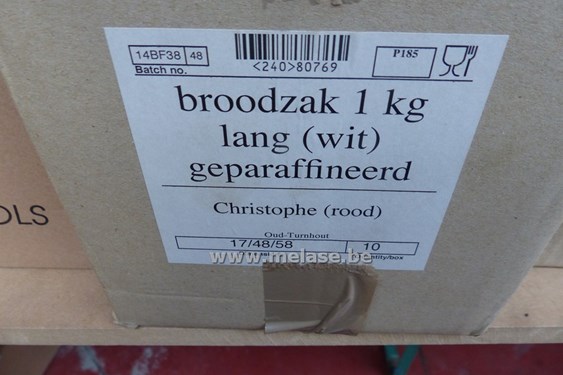 14BF38 48
Batch no.
<240>80769
P185
broodzak 1 kg
lang (wit)
geparaffineerd
Christophe (rood)
Oud-Turnhout
17/48/58 10
www.melase.be
OLS